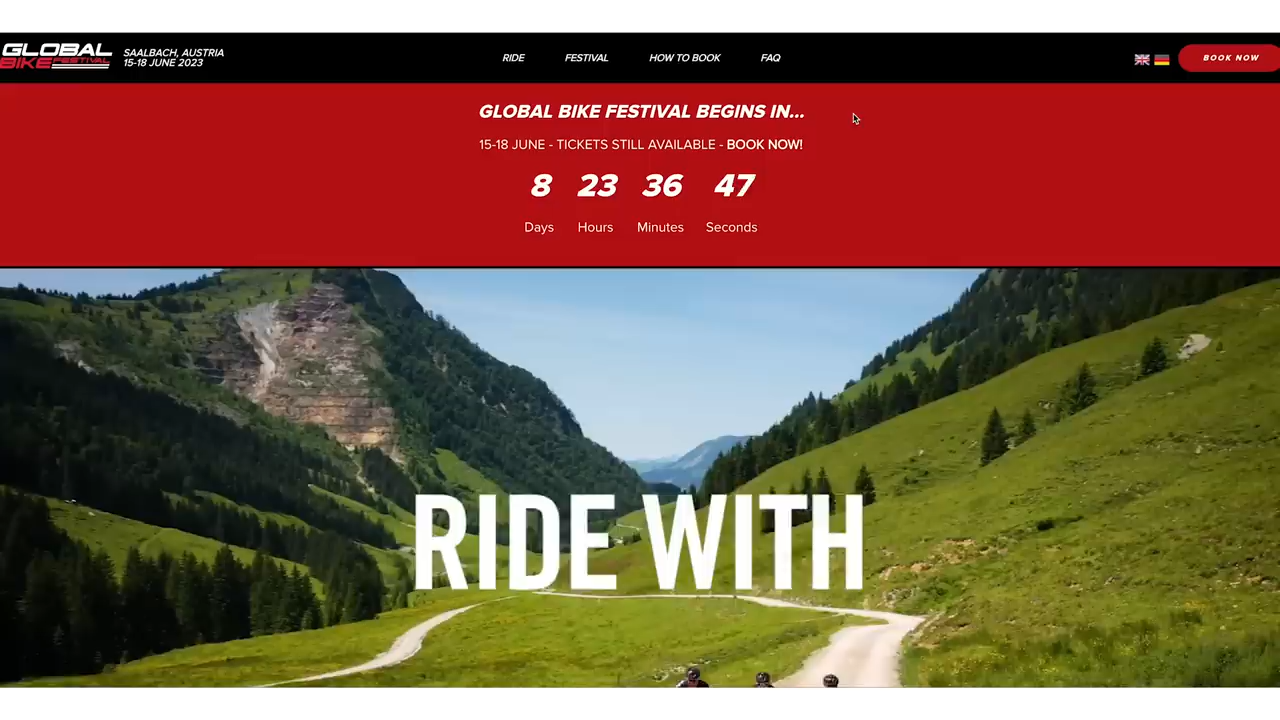 GLOBAL
BIKE FESTIVAL
SAALBACH, AUSTRIA
15-18 JUNE 2023
RIDE
FESTIVAL
HOW TO BOOK
FAQ
BOOK NOW
GLOBAL BIKE FESTIVAL BEGINS IN...
15-18 JUNE - TICKETS STILL AVAILABLE - BOOK NOW!
8 23 36 47
Days Hours Minutes Seconds
RIDE WITH